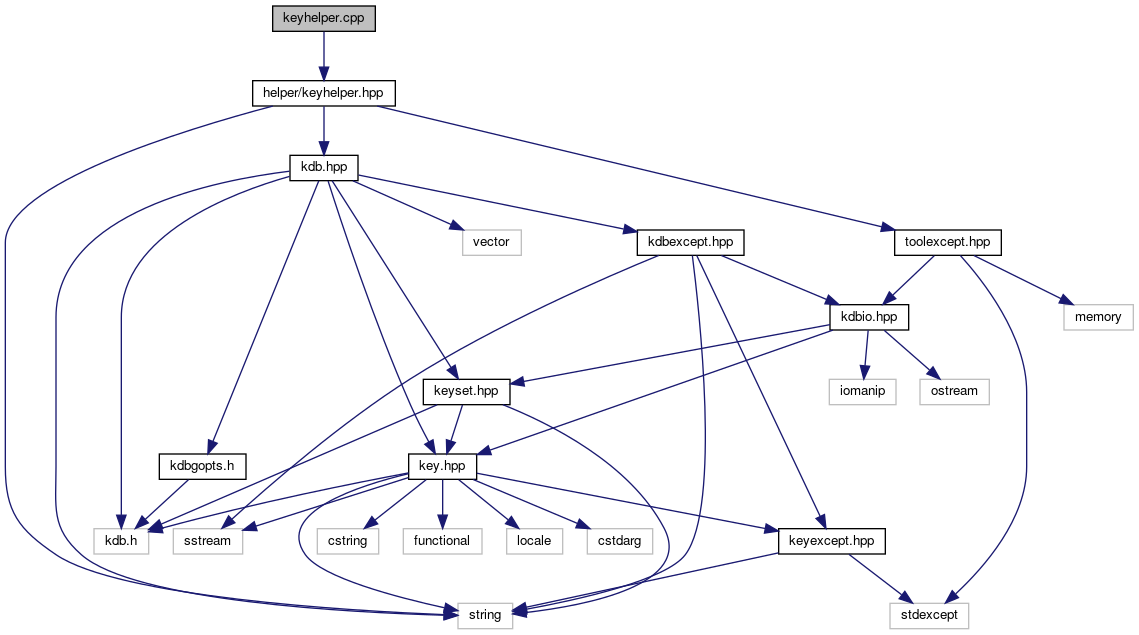 keyhelper.cpp
helper/keyhelper.hpp
kdb.hpp
vector
kdbexcept.hpp
toolexcept.hpp
kdbio.hpp
memory
keyset.hpp
iomanip
ostream
kdbgopts.h
key.hpp
kdb.h
sstream
cstring
functional
locale
cstdarg
keyexcept.hpp
string
stdexcept